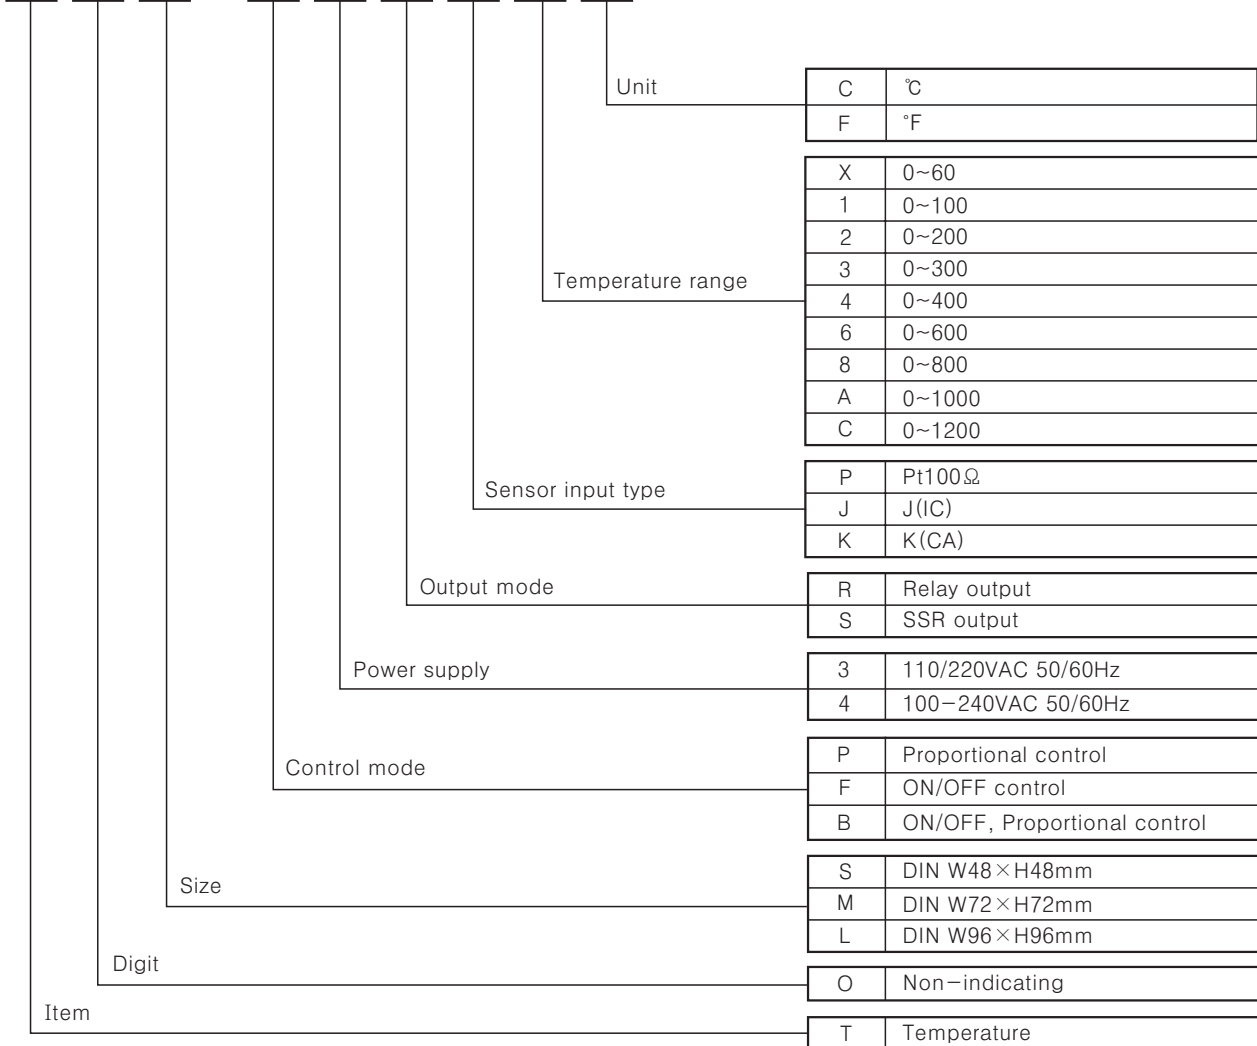 Unit
C ℃
F °F
X 0~60
1 0~100
2 0~200
3 0~300
Temperature range
4 0~400
6 0~600
8 0~800
A 0~1000
C 0~1200
P Pt100Ω
Sensor input type
J J(IC)
K K(CA)
Output mode
R Relay output
S SSR output
Power supply
3 110/220VAC 50/60Hz
4 100-240VAC 50/60Hz
P Proportional control
Control mode
F ON/OFF control
B ON/OFF, Proportional control
S DIN W48×H48mm
Size
M DIN W72×H72mm
L DIN W96×H96mm
Digit
O Non-indicating
Item
T Temperature